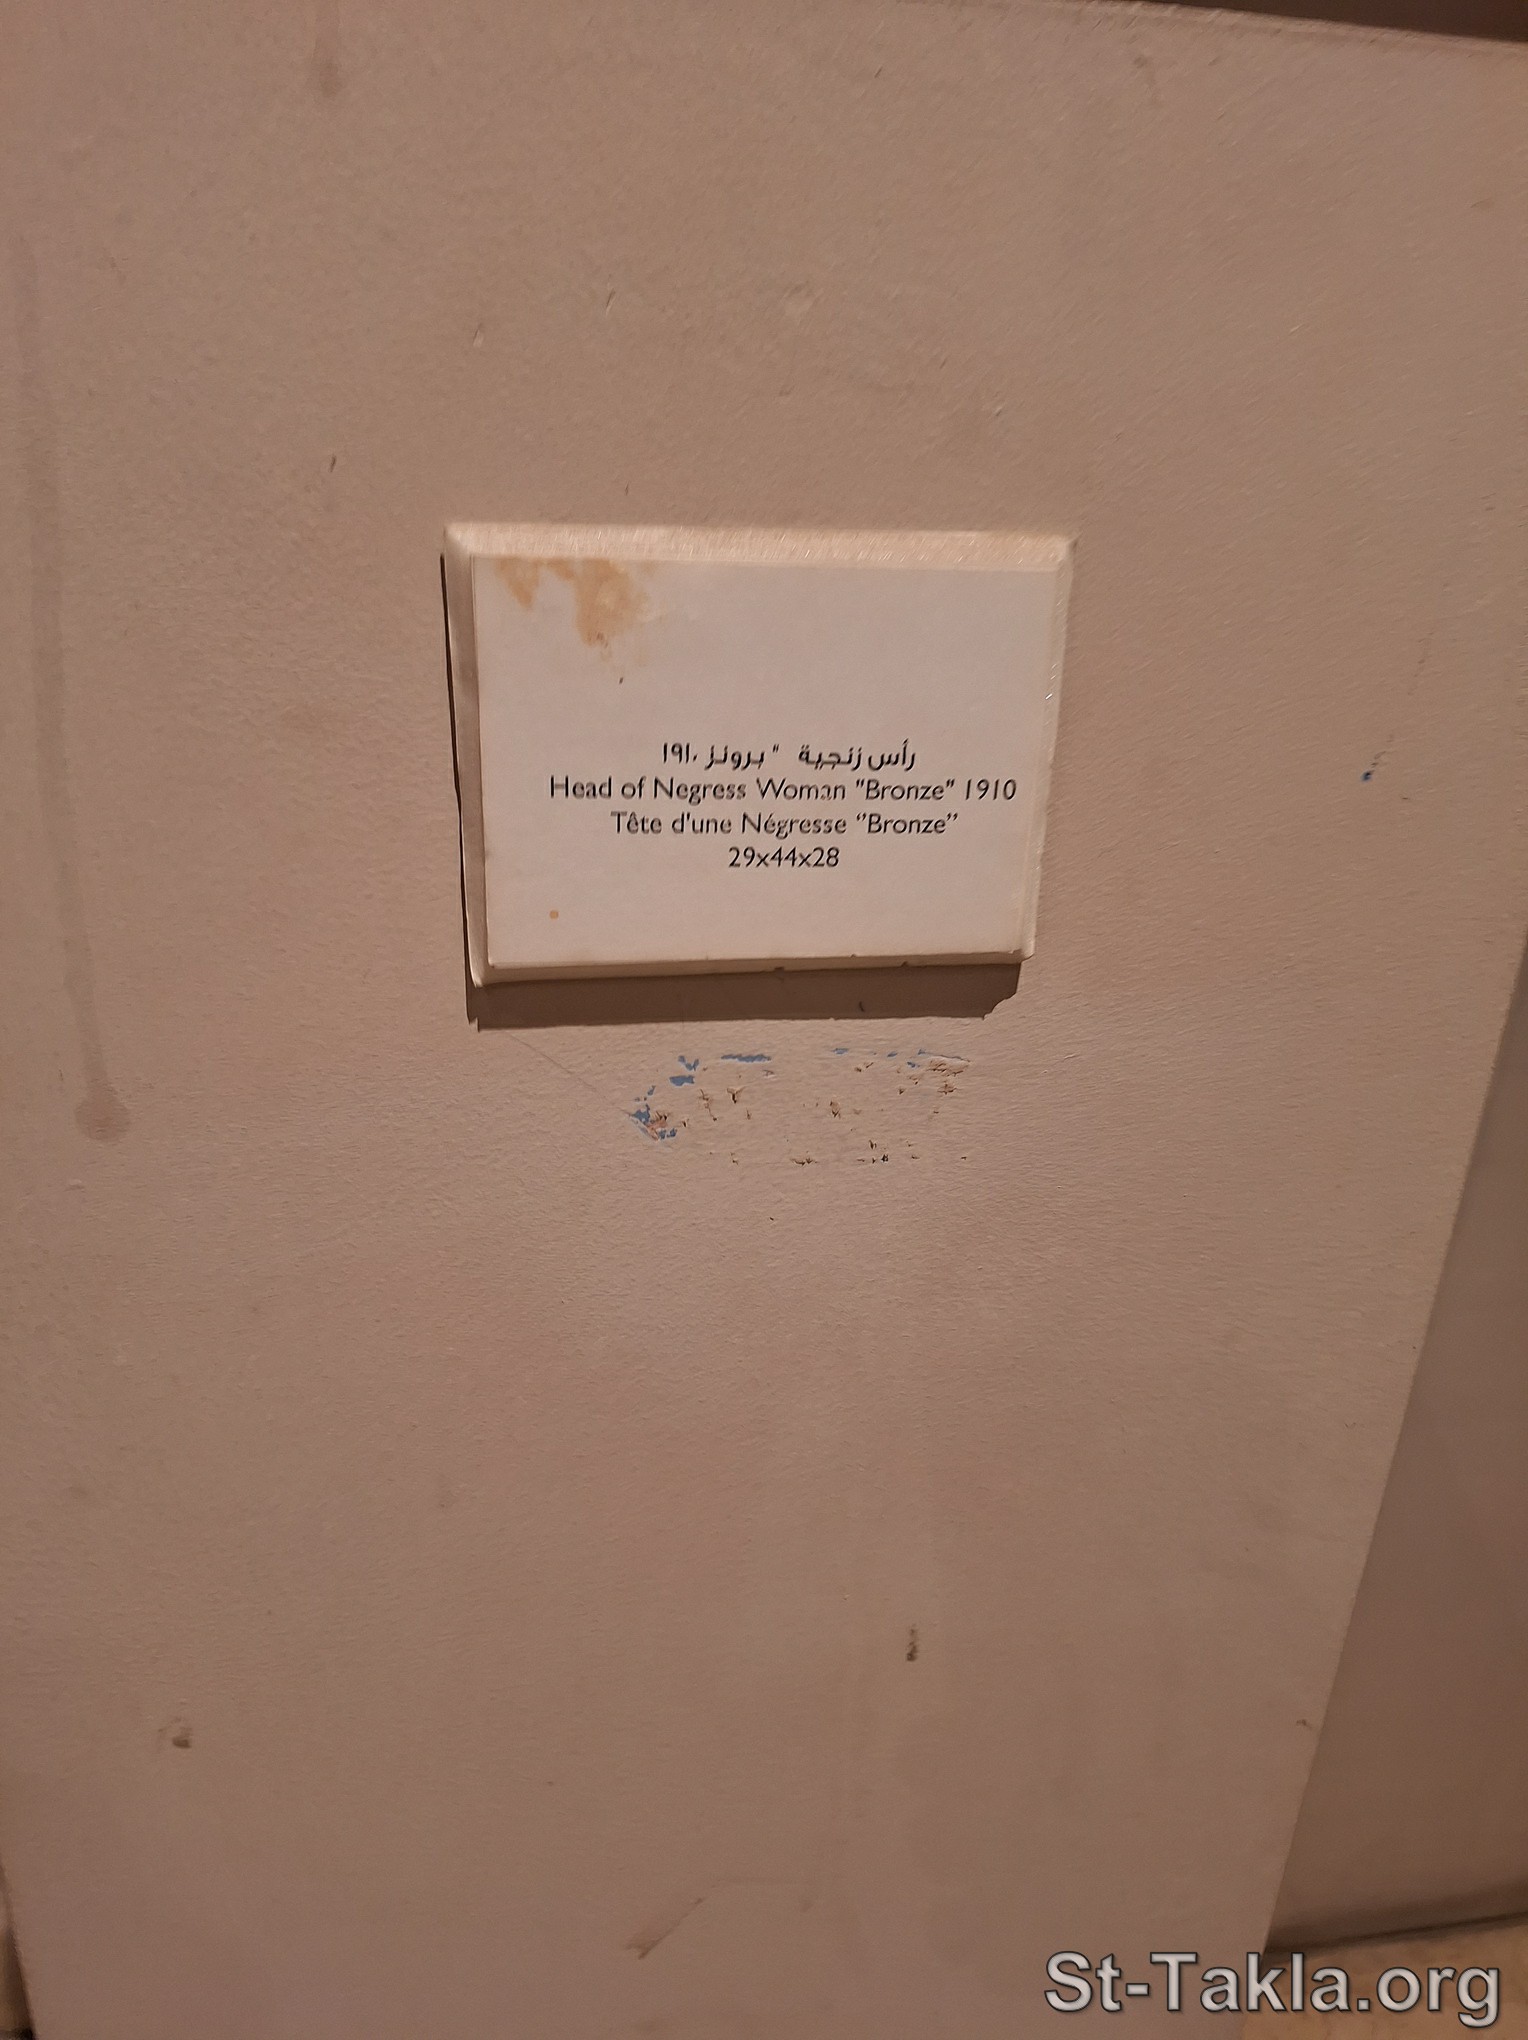 رأس زنجية " برونز ١٩١٠
Head of Negress Woman "Bronze" 1910
Tête d'une Négresse ‘’Bronze’’
29x44x28
St-Takla.org